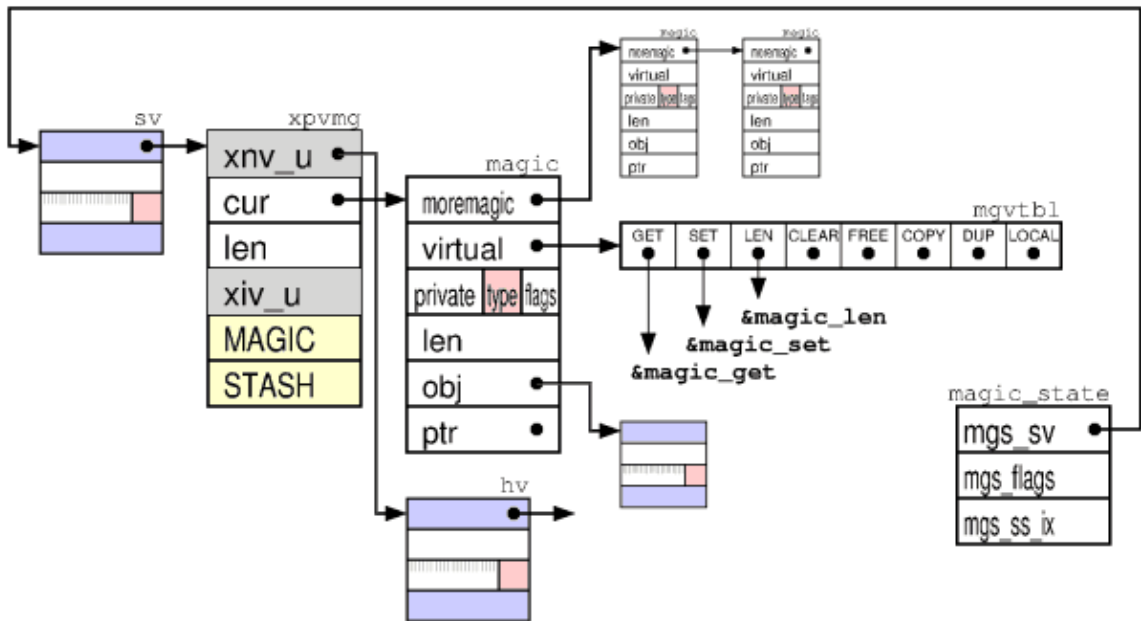 magic
magic
moremagic
moremagic
virtual
virtual
private type flags
private type flags
len
len
obj
obj
ptr
ptr
sv
xpvmg
xnv_u
cur
len
xiv_u
MAGIC
STASH
magic
moremagic
virtual
private type flags
len
obj
ptr
mgvtbl
GET SET LEN CLEAR FREE COPY DUP LOCAL
&magic_len
&magic_set
&magic_get
magic_state
mgs_sv
mgs_flags
mgs_ss_ix
hv